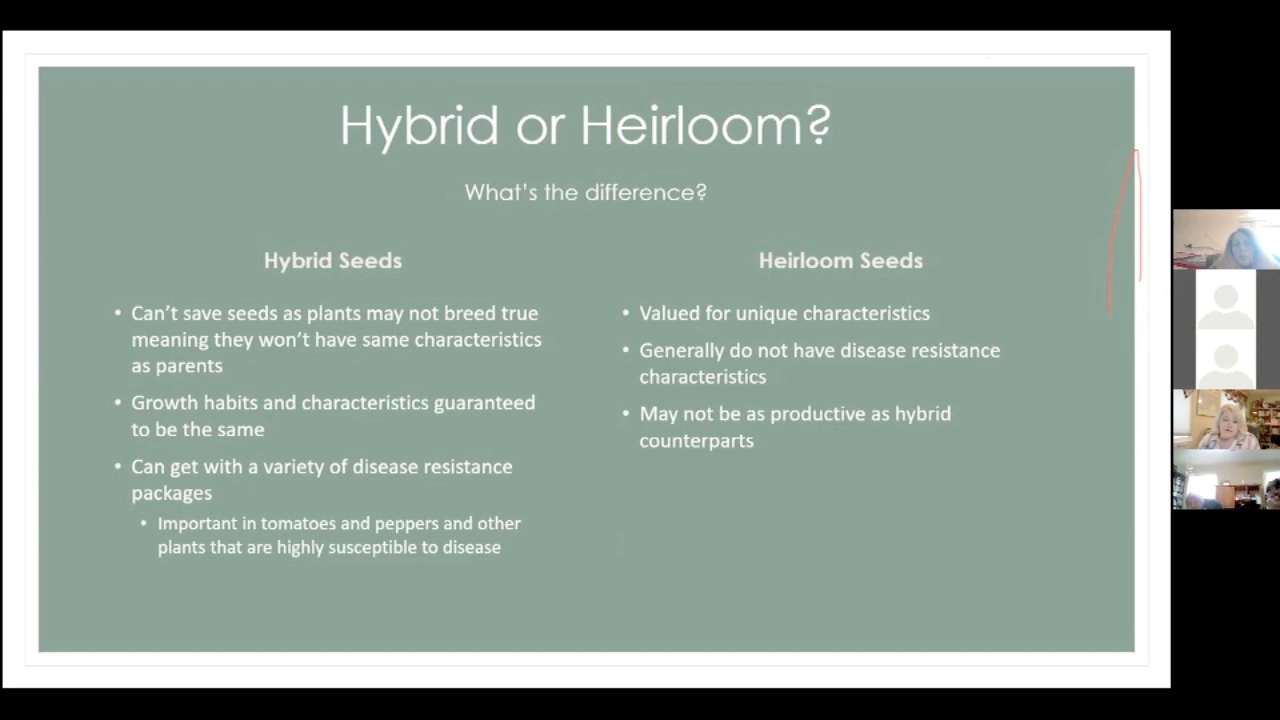 Hybrid or Heirloom?
What's the difference?
Hybrid Seeds
• Can't save seeds as plants may not breed true
meaning they won't have same characteristics
as parents
• Growth habits and characteristics guaranteed
to be the same
• Can get with a variety of disease resistance
packages
• Important in tomatoes and peppers and other
plants that are highly susceptible to disease
Heirloom Seeds
• Valued for unique characteristics
• Generally do not have disease resistance
characteristics
• May not be as productive as hybrid
counterparts